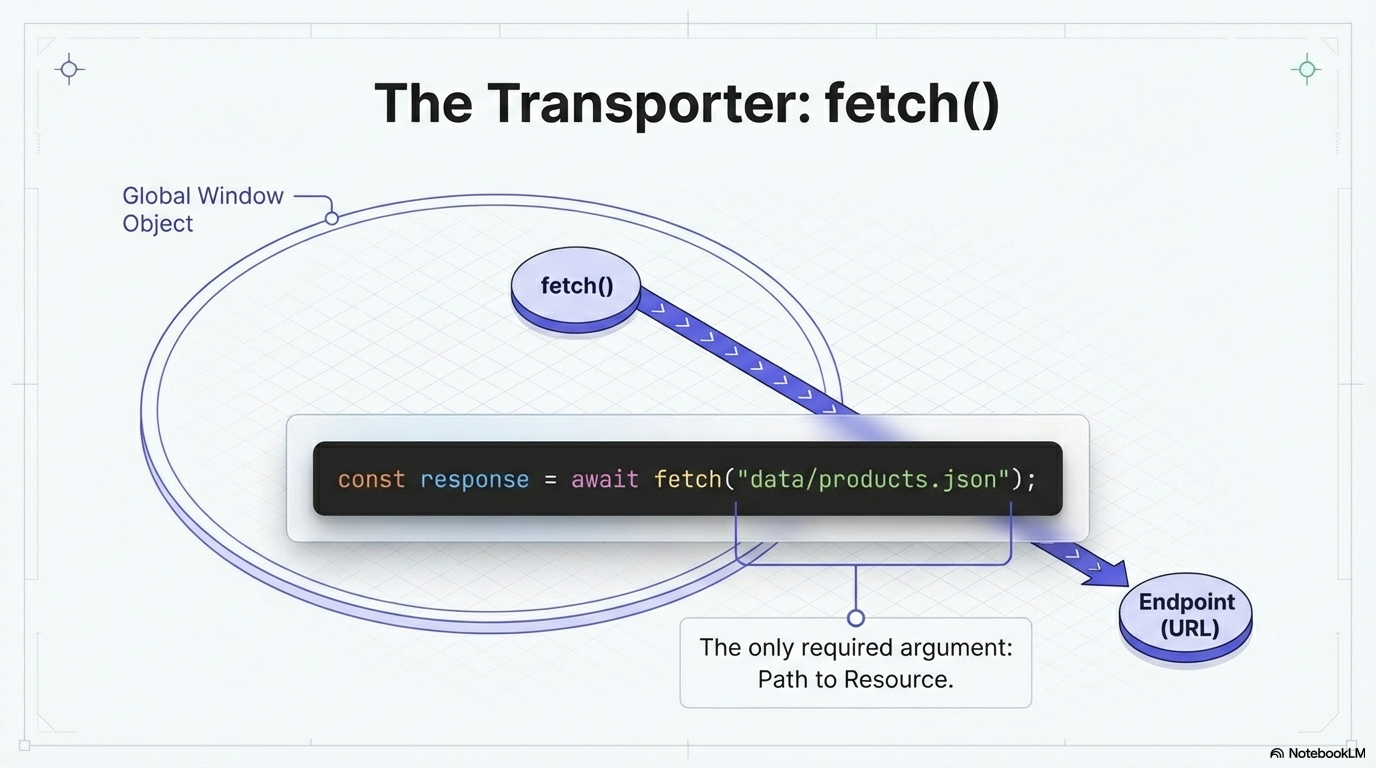 The Transporter: fetch()
Global Window
Object
fetch()
const response = await fetch("data/products.json");
Endpoint
(URL)
The only required argument:
Path to Resource.
NotebookLM